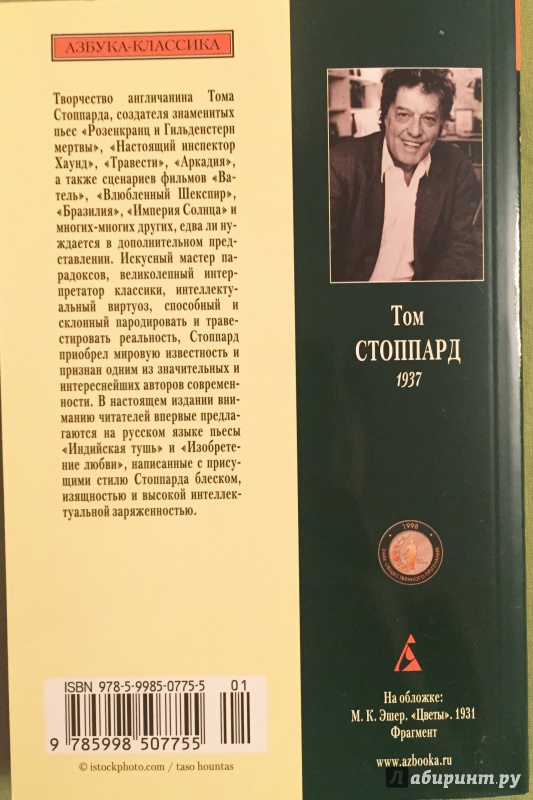 АЗБУКА-КЛАССИКА
Творчество англичанина Тома
Стоппарда, создателя знаменитых
пьес «Розенкранц и Гильденстерн
мертвы», «Настоящий инспектор
Хаунд», «Травести», «Аркадия»,
а также сценариев фильмов «Ва-
тель», «Влюбленный Шекспир»,
«Бразилия», «Империя Солнца» и
многих-многих других, едва ли ну-
ждается в дополнительном пред-
ставлении. Искусный мастер па-
радоксов, великолепный интер-
претатор классики, интеллекту-
альный виртуоз, способный и
склонный пародировать и траве-
стировать реальность, Стоппард
приобрел мировую известность и
признан одним из значительных и
интереснейших авторов современ-
ности. В настоящем издании вни-
манию читателей впервые предла-
гаются на русском языке пьесы
«Индийская тушь» и «Изобрете-
ние любви», написанные с прису-
щими стилю Стоппарда блеском,
изящностью и высокой интеллек-
туальной заряженностью.
ISBN 978-5-9985-0775-5
01
9 785998 507755
© istockphoto.com / taso hountas
Том
СТОППАРД
1937
1998
ЗНАК ОБЩЕСТВЕННОГО ПРИЗНАНИЯ
На обложке:
М. К. Эшер. «Цветы». 1931
Фрагмент
www.azbooka.ru
Лабиринт.ру